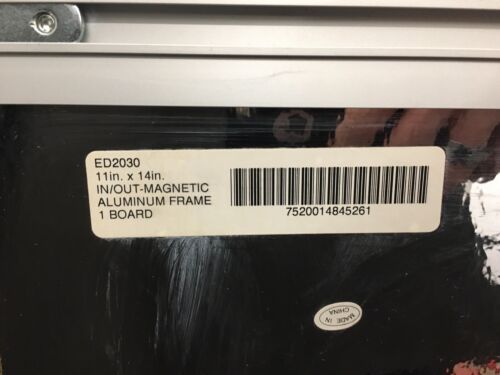 ED2030
11in. x 14in.
IN/OUT-MAGNETIC
ALUMINUM FRAME
1 BOARD
7520014845261
MADE IN
CHINA